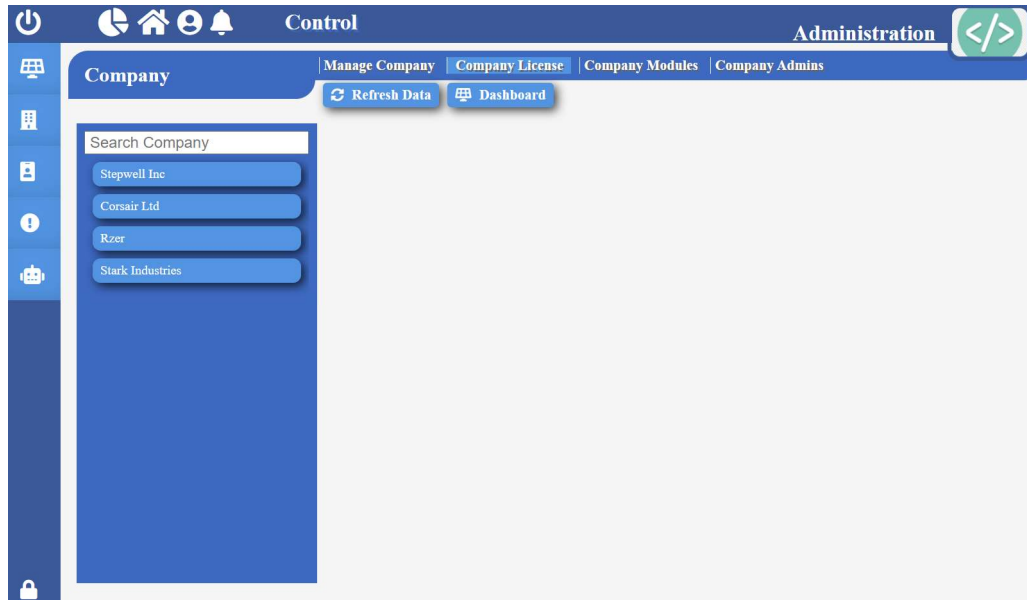 Control
Administration
Company
Manage Company Company License Company Modules Company Admins
Refresh Data Dashboard
Search Company
Stepwell Inc
Corsair Ltd
Rzer
Stark Industries